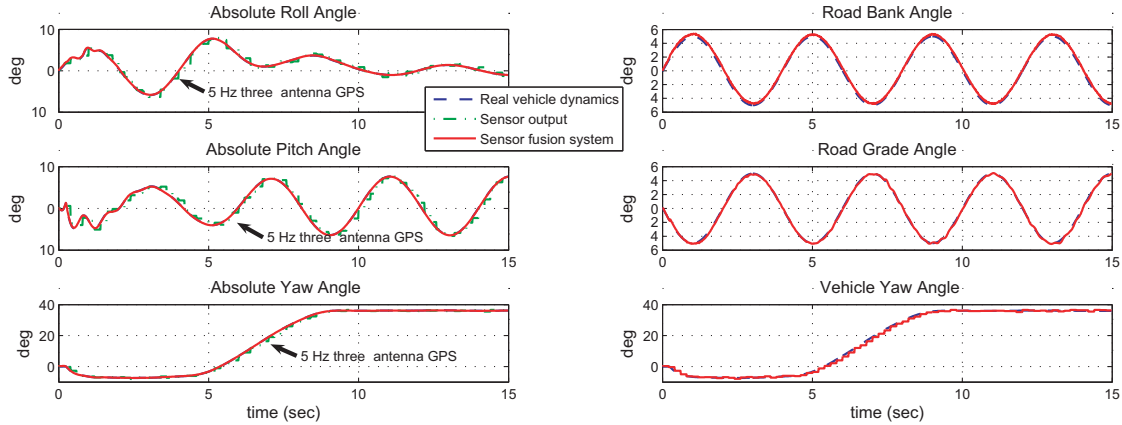 Absolute Roll Angle
10
0
10
deg
0 5 10 15
5 Hz three antenna GPS
Real vehicle dynamics
Sensor output
Sensor fusion system
Road Bank Angle
6
4
2
0
2
4
6
deg
0 5 10 15
Absolute Pitch Angle
10
0
10
deg
0 5 10 15
5 Hz three antenna GPS
Road Grade Angle
6
4
2
0
2
4
6
deg
0 5 10 15
Absolute Yaw Angle
40
20
0
deg
0 5 10 15
time (sec)
5 Hz three antenna GPS
Vehicle Yaw Angle
40
20
0
deg
0 5 10 15
time (sec)